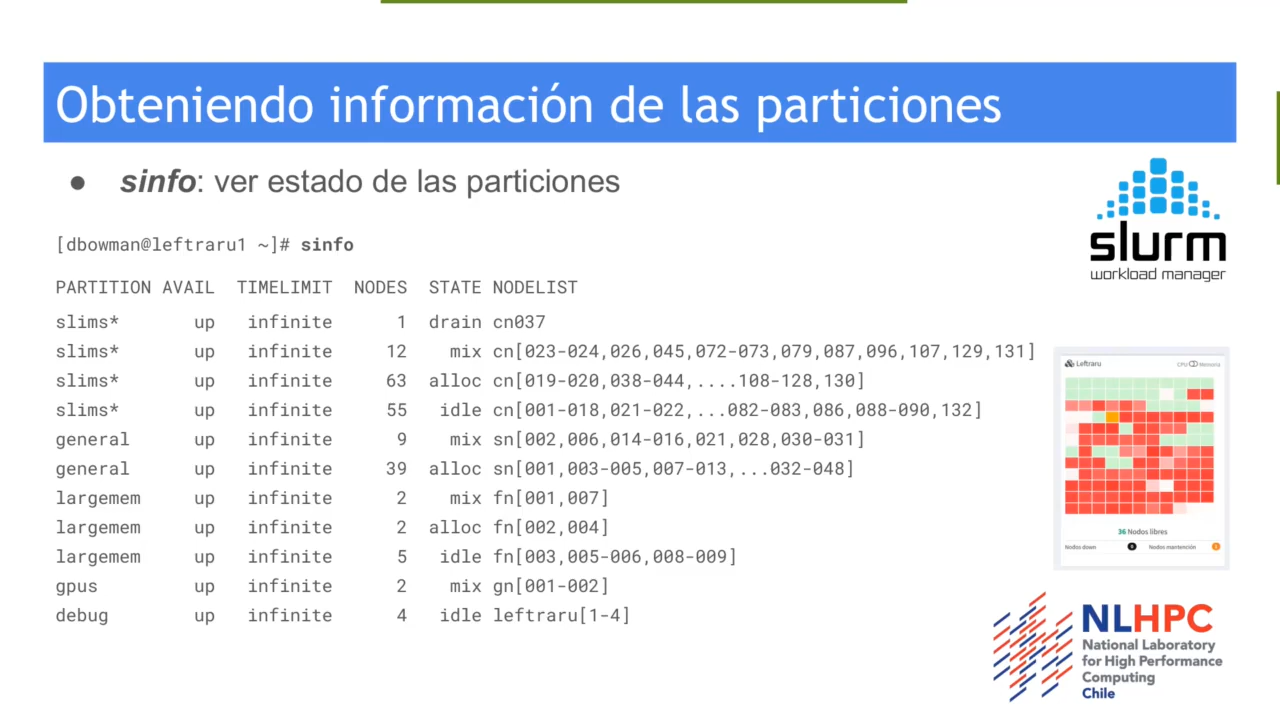 Obteniendo información de las particiones
● sinfo: ver estado de las particiones
[dbowman@leftraru1 ~]# sinfo
PARTITION AVAIL TIMELIMIT NODES STATE NODELIST
slims* up infinite 1 drain cn037
slims* up infinite 12 mix cn[023-024,026,045,072-073,079,087,096,107,129,131]
slims* up infinite 63 alloc cn[019-020,038-044,....108-128,130]
slims* up infinite 55 idle cn[001-018,021-022,...082-083,086,088-090,132]
general up infinite 9 mix sn[002,006,014-016,021,028,030-031]
general up infinite 39 alloc sn[001,003-005,007-013,...032-048]
largemem up infinite 2 mix fn[001,007]
largemem up infinite 2 alloc fn[002,004]
largemem up infinite 5 idle fn[003,005-006,008-009]
gpus up infinite 2 mix gn[001-002]
debug up infinite 4 idle leftraru[1-4]
slurm
workload manager
Leftraru CPU Memoria
36 Nodos libres
Nodos down Nodos mantención
NLHPC
National Laboratory
for High Performance
Computing
Chile